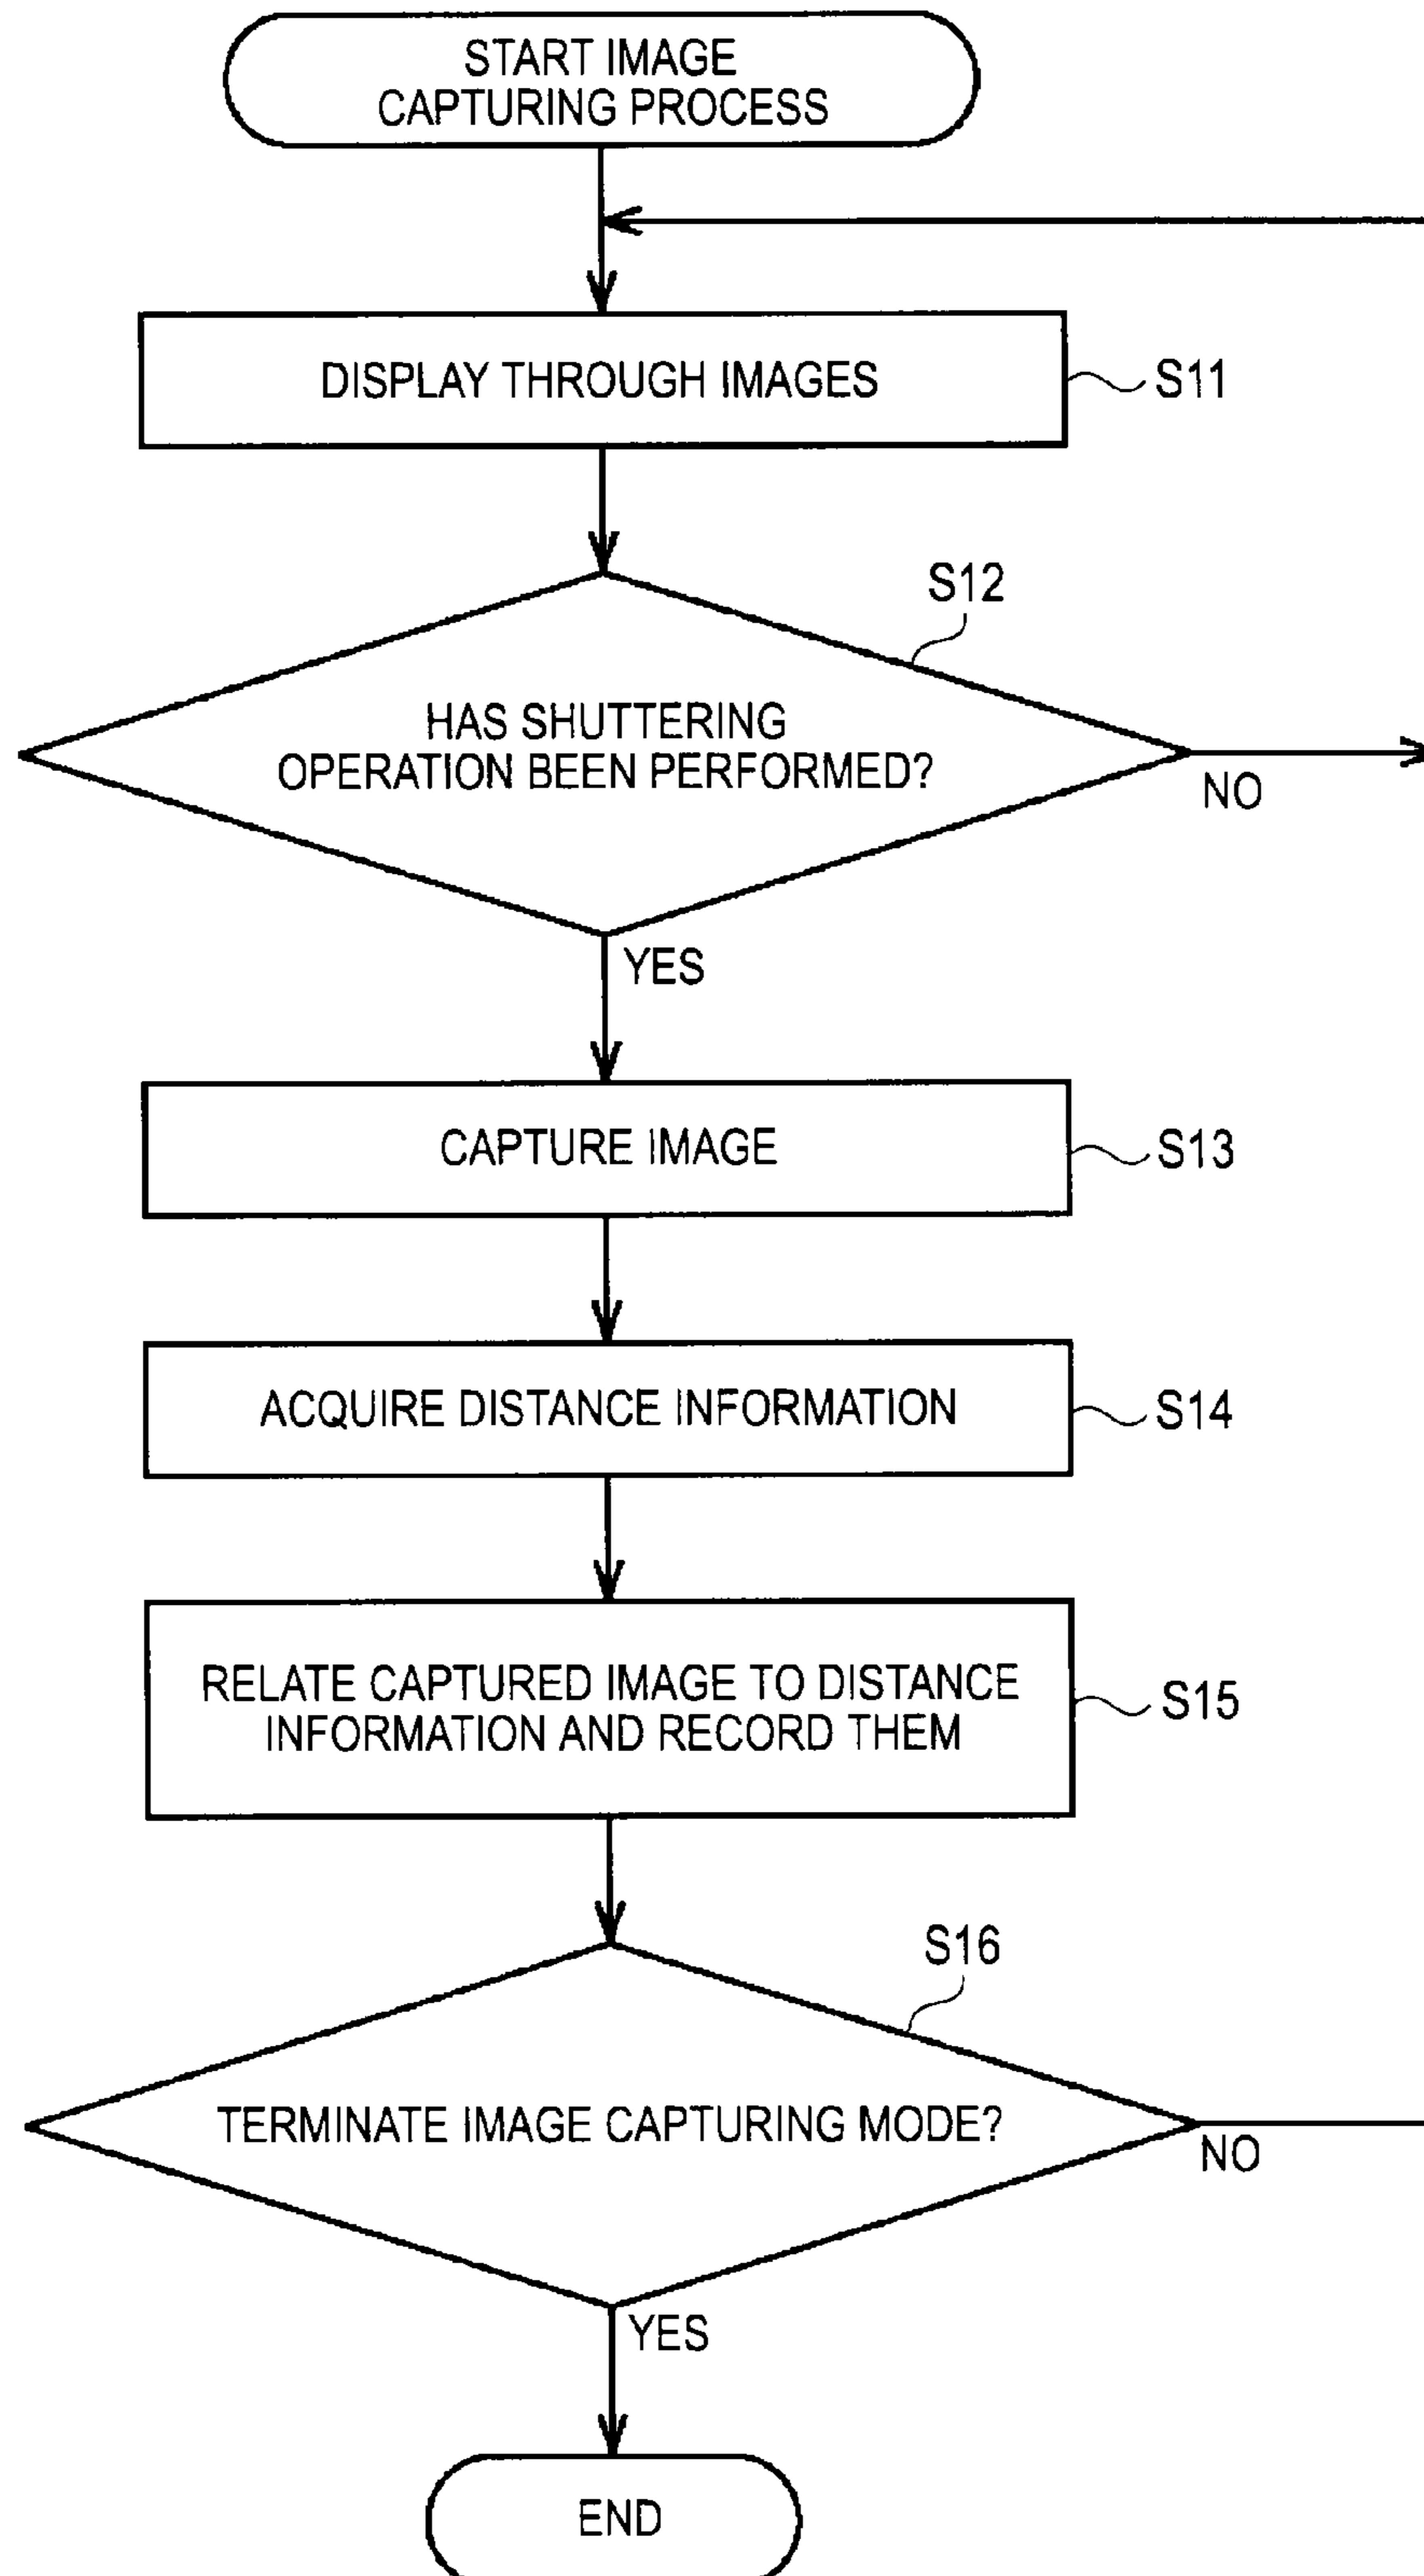 START IMAGE
CAPTURING PROCESS
DISPLAY THROUGH IMAGES
S11
S12
HAS SHUTTERING
OPERATION BEEN PERFORMED?
NO
YES
CAPTURE IMAGE
S13
ACQUIRE DISTANCE INFORMATION
S14
RELATE CAPTURED IMAGE TO DISTANCE
INFORMATION AND RECORD THEM
S15
S16
TERMINATE IMAGE CAPTURING MODE?
NO
YES
END